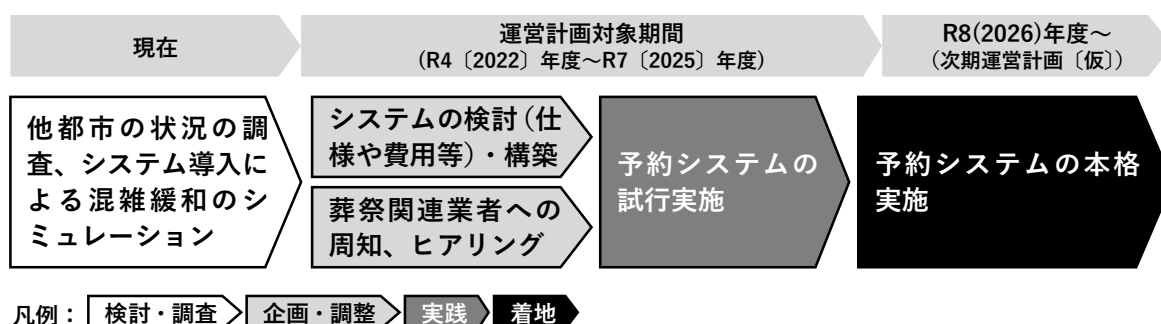 現在
運営計画対象期間
(R4〔2022〕年度～R7〔2025〕年度)
R8(2026)年度～
(次期運営計画〔仮〕)
他都市の状況の調
査、システム導入に
よる混雑緩和のシ
ミュレーション
システムの検討(仕
様や費用等)・構築
葬祭関連業者への
周知、ヒアリング
予約システムの
試行実施
予約システムの本格
実施
凡例： 検討・調査 企画・調整 実践 着地